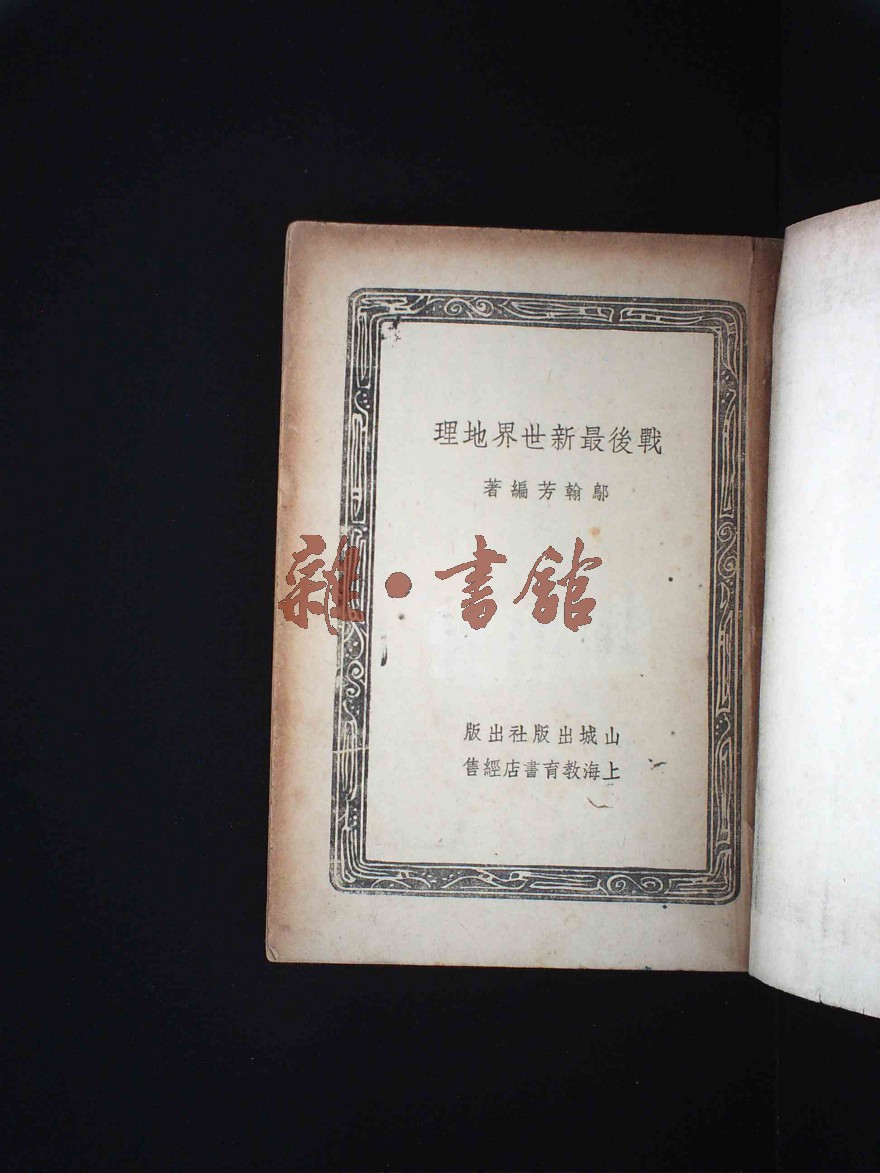 戰後最新世界地理
鄔翰芳編著
雜·書館
山城出版社出版
上海教育書店經售